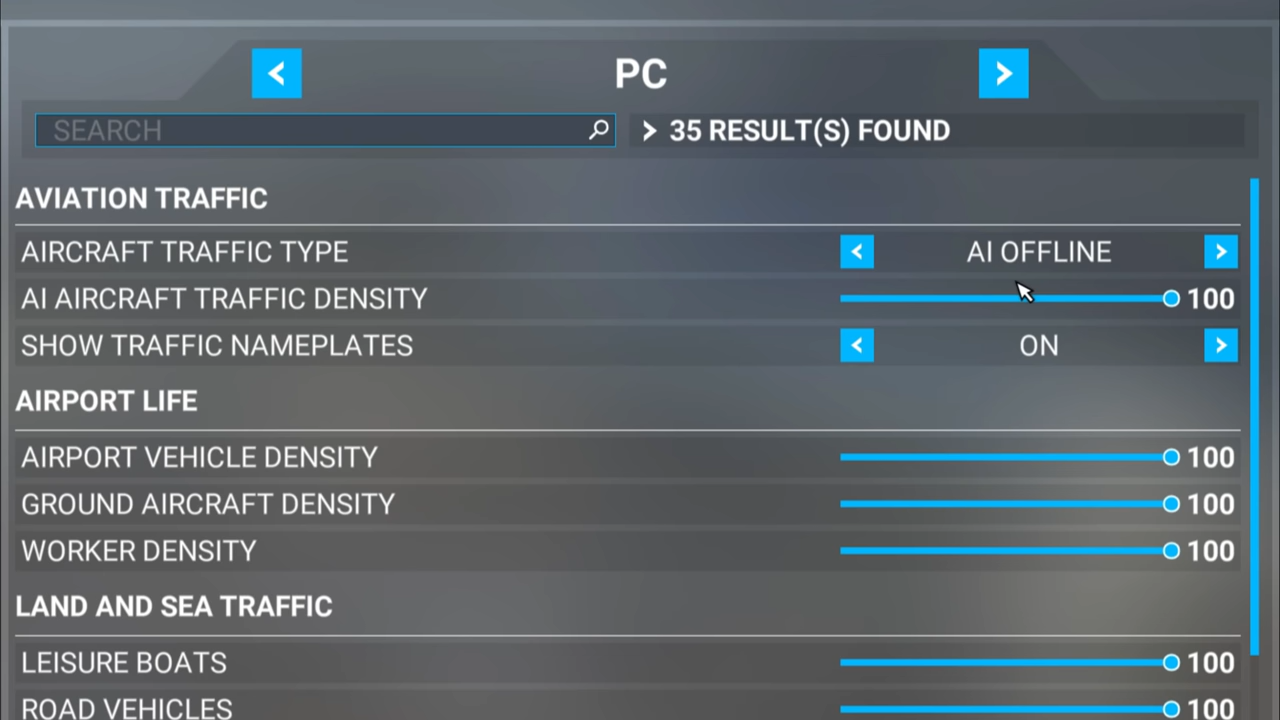 PC
SEARCH
35 RESULT(S) FOUND
AVIATION TRAFFIC
AIRCRAFT TRAFFIC TYPE AI OFFLINE
AI AIRCRAFT TRAFFIC DENSITY 100
SHOW TRAFFIC NAMEPLATES ON
AIRPORT LIFE
AIRPORT VEHICLE DENSITY 100
GROUND AIRCRAFT DENSITY 100
WORKER DENSITY 100
LAND AND SEA TRAFFIC
LEISURE BOATS 100
ROAD VEHICLES 100